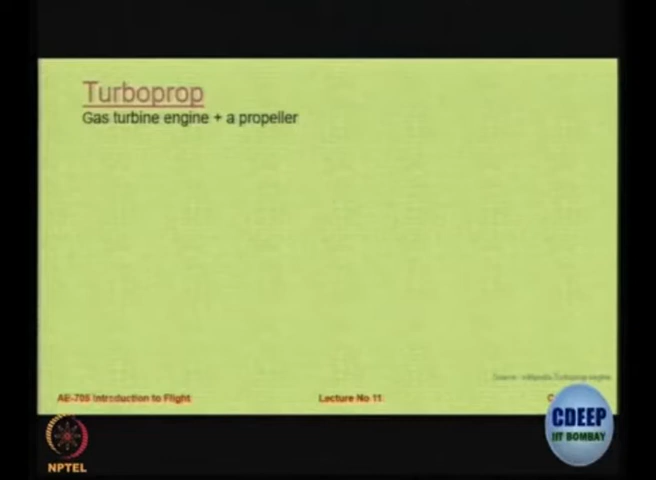 Turboprop
Gas turbine engine + a propeller
AE-705 Introduction to Flight
Lecture No 11
CDEEP
IIT BOMBAY
NPTEL